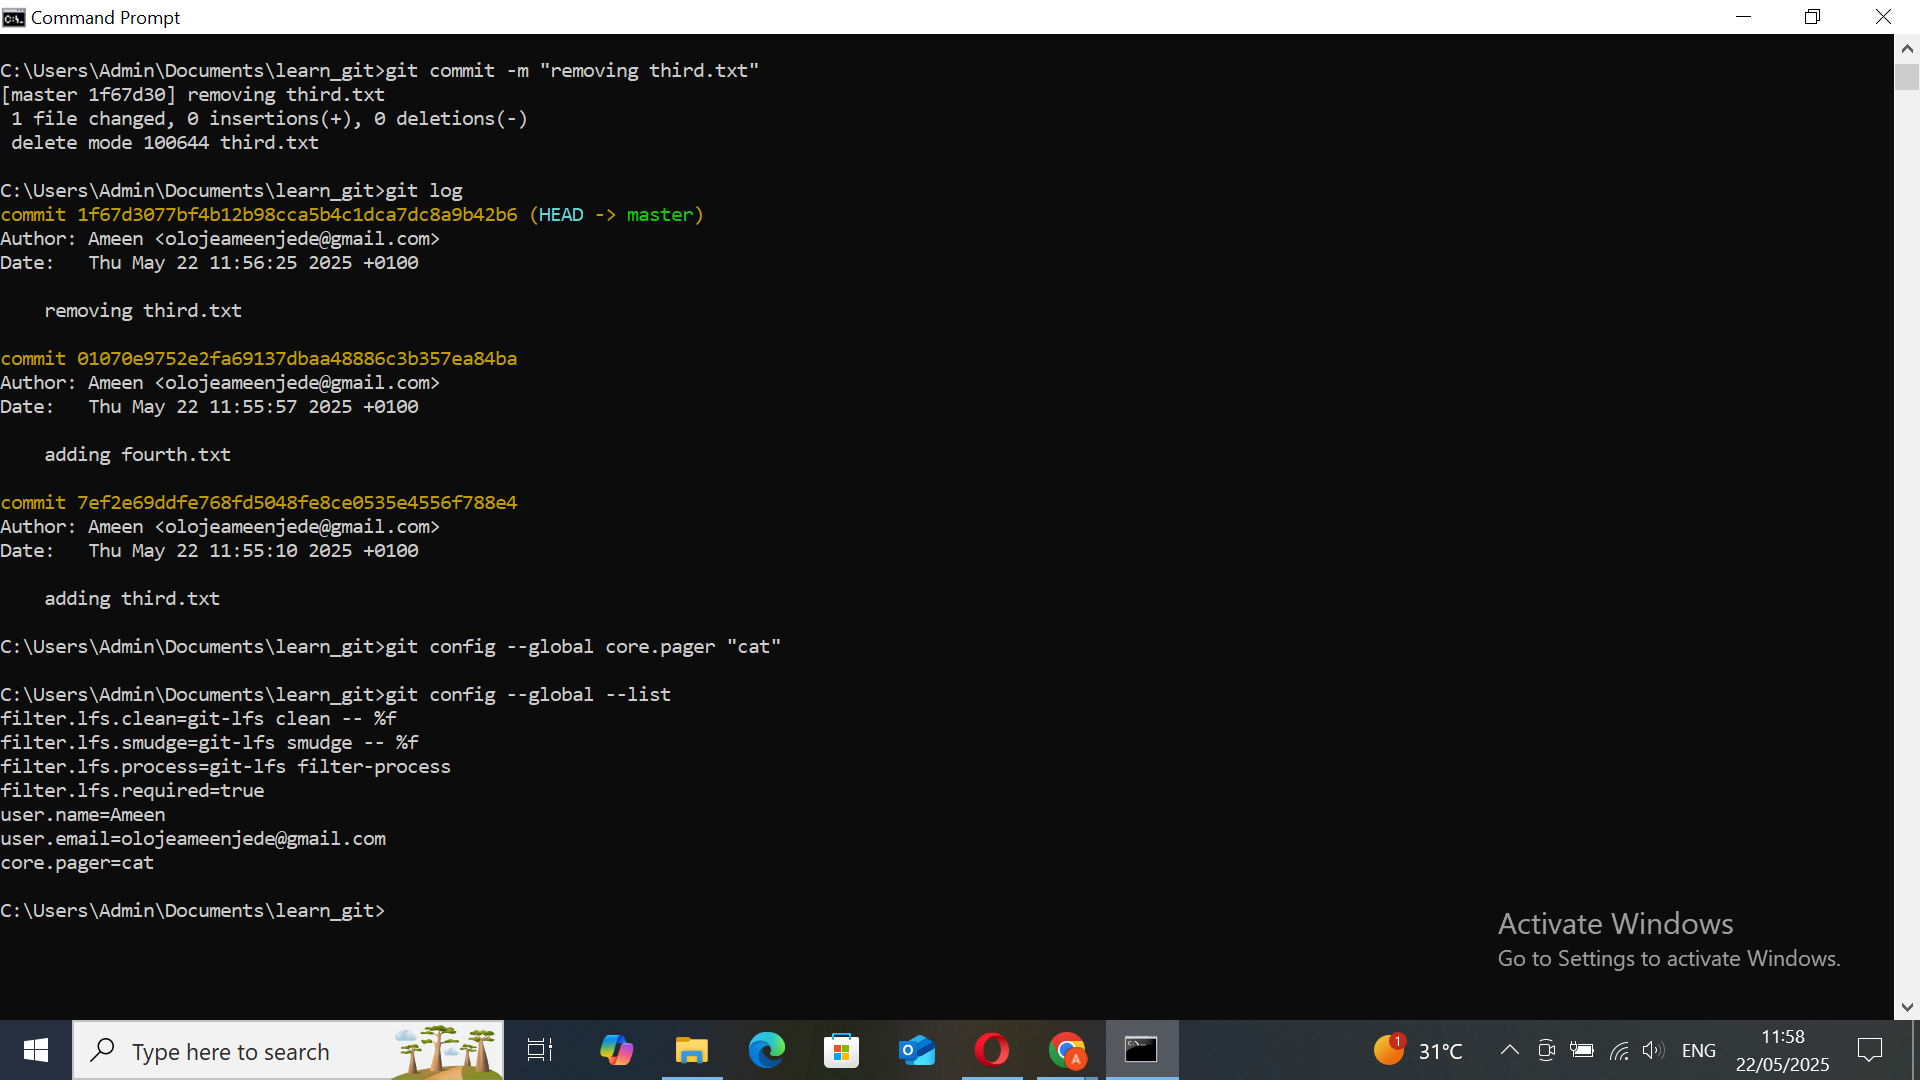 Command Prompt
C:\Users\Admin\Documents\learn_git>git commit -m "removing third.txt"
[master 1f67d30] removing third.txt
 1 file changed, 0 insertions(+), 0 deletions(-)
 delete mode 100644 third.txt
C:\Users\Admin\Documents\learn_git>git log
commit 1f67d3077bf4b12b98cca5b4c1dca7dc8a9b42b6 (HEAD -> master)
Author: Ameen <olojeameenjede@gmail.com>
Date:   Thu May 22 11:56:25 2025 +0100
    removing third.txt
commit 01070e9752e2fa69137dbaa48886c3b357ea84ba
Author: Ameen <olojeameenjede@gmail.com>
Date:   Thu May 22 11:55:57 2025 +0100
    adding fourth.txt
commit 7ef2e69ddfe768fd5048fe8ce0535e4556f788e4
Author: Ameen <olojeameenjede@gmail.com>
Date:   Thu May 22 11:55:10 2025 +0100
    adding third.txt
C:\Users\Admin\Documents\learn_git>git config --global core.pager "cat"
C:\Users\Admin\Documents\learn_git>git config --global --list
filter.lfs.clean=git-lfs clean -- %f
filter.lfs.smudge=git-lfs smudge -- %f
filter.lfs.process=git-lfs filter-process
filter.lfs.required=true
user.name=Ameen
user.email=olojeameenjede@gmail.com
core.pager=cat
C:\Users\Admin\Documents\learn_git>
Activate Windows
Go to Settings to activate Windows.
Type here to search
1
31°C
ENG
11:58
22/05/2025